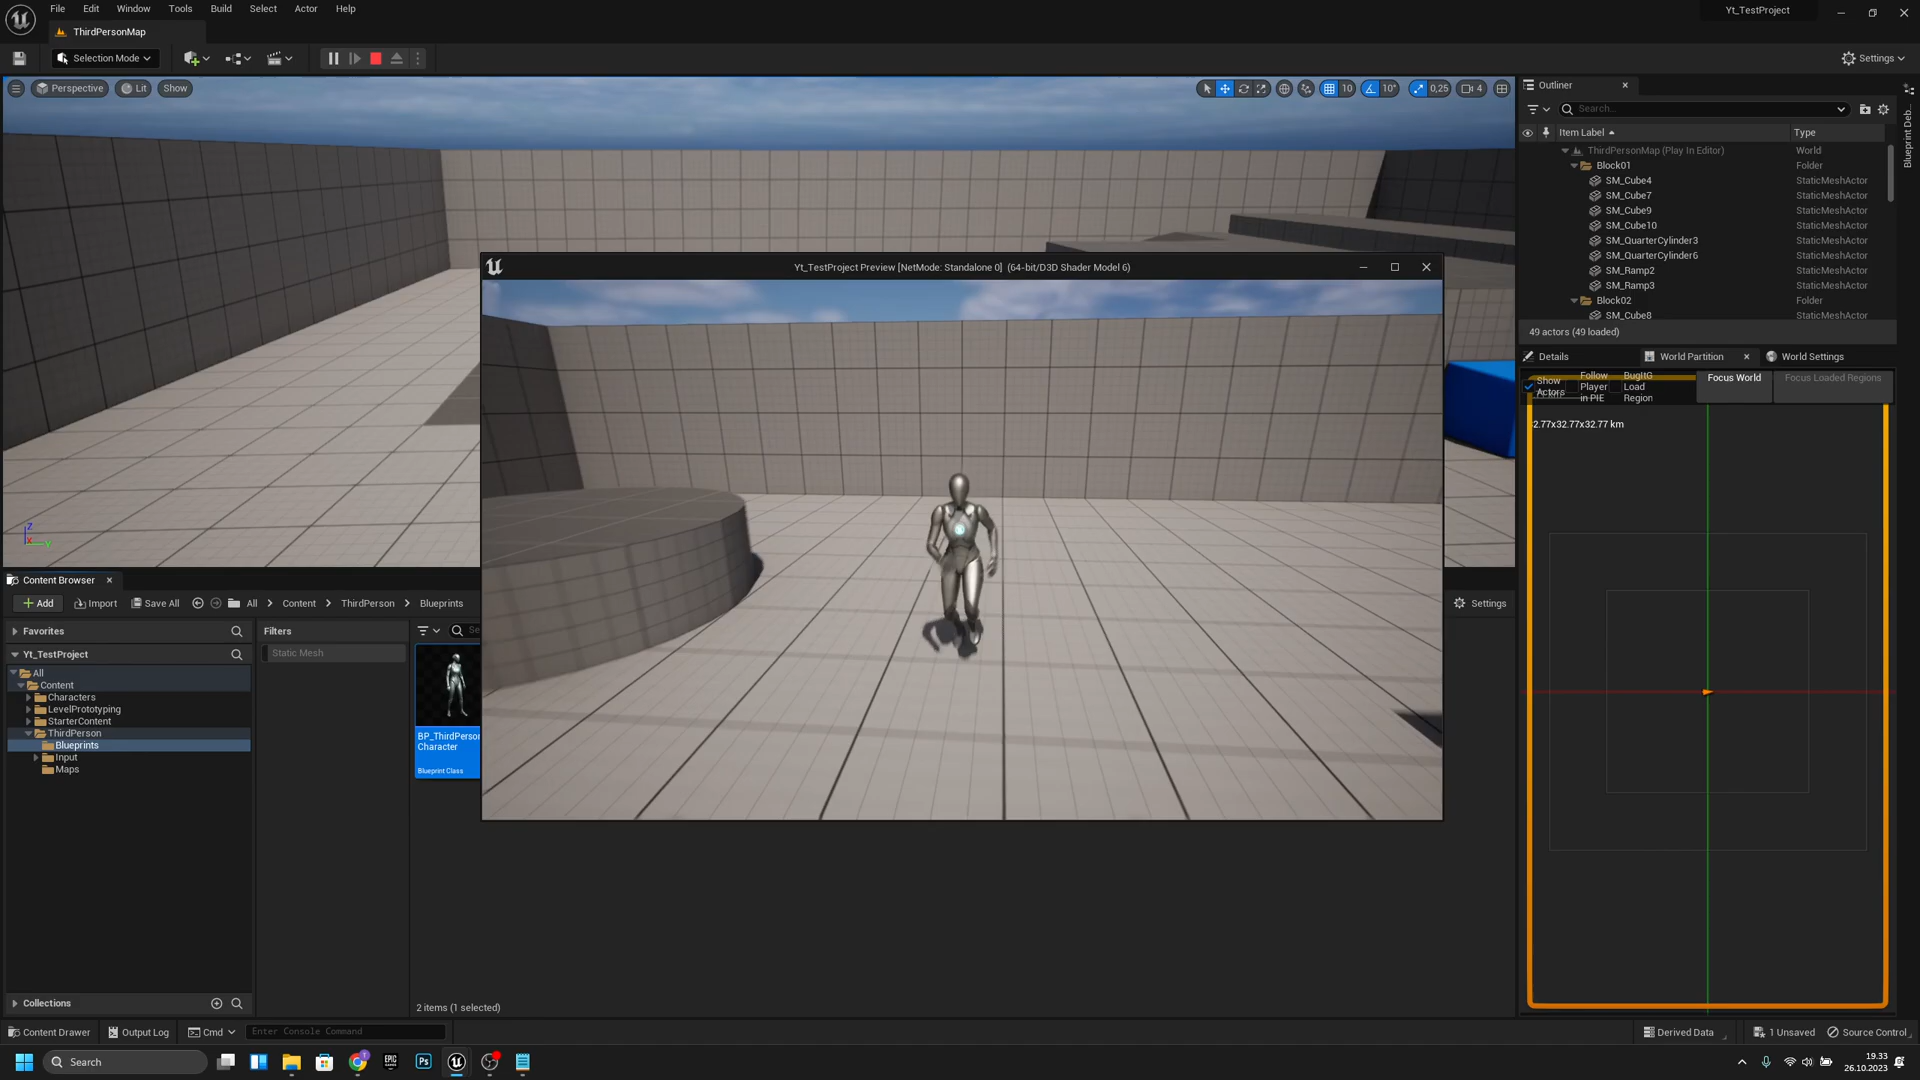 File Edit Window Tools Build Select Actor Help
Yt_TestProject
ThirdPersonMap
Selection Mode
Settings
Perspective Lit Show
10 10° 0,25 4
Outliner
Search...
Item Label Type
ThirdPersonMap (Play In Editor) World
Block01 Folder
SM_Cube4 StaticMeshActor
SM_Cube7 StaticMeshActor
SM_Cube9 StaticMeshActor
SM_Cube10 StaticMeshActor
SM_QuarterCylinder3 StaticMeshActor
SM_QuarterCylinder6 StaticMeshActor
SM_Ramp2 StaticMeshActor
SM_Ramp3 StaticMeshActor
Block02 Folder
SM_Cube8 StaticMeshActor
49 actors (49 loaded)
Blueprint Deb...
Yt_TestProject Preview [NetMode: Standalone 0] (64-bit/D3D Shader Model 6)
Details World Partition World Settings
Show Actors
Follow Player in PIE
BugItG Load Region
Focus World Focus Loaded Regions
2.77x32.77x32.77 km
Z
X
Y
Content Browser
Add Import Save All All Content ThirdPerson Blueprints
Settings
Favorites
Filters
Se
Static Mesh
Yt_TestProject
All
Content
Characters
LevelPrototyping
StarterContent
ThirdPerson
Blueprints
Input
Maps
BP_ThirdPerson
Character
Blueprint Class
Collections
2 items (1 selected)
Content Drawer Output Log Cmd Enter Console Command
Derived Data 1 Unsaved Source Control
Search
EPIC
Ps
19.33
26.10.2023